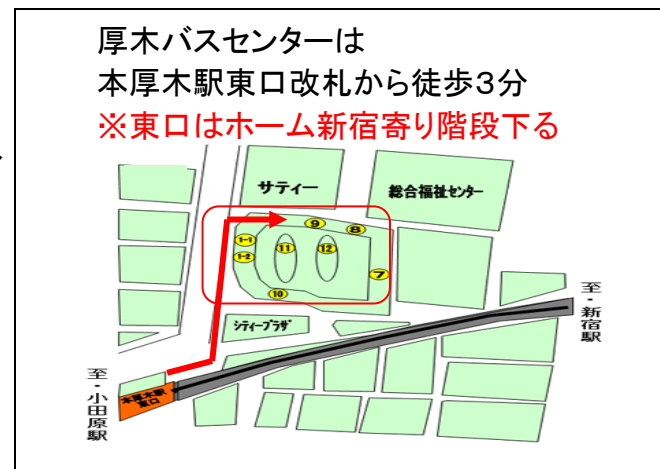 厚木バスセンターは
本厚木駅東口改札から徒歩3分
※東口はホーム新宿寄り階段下る
サティー
総合福祉センター
⑨
⑧
1-1
1-2
⑪
⑫
⑦
⑩
シティープラザ
至・新宿駅
至・小田原駅
本厚木駅
東口